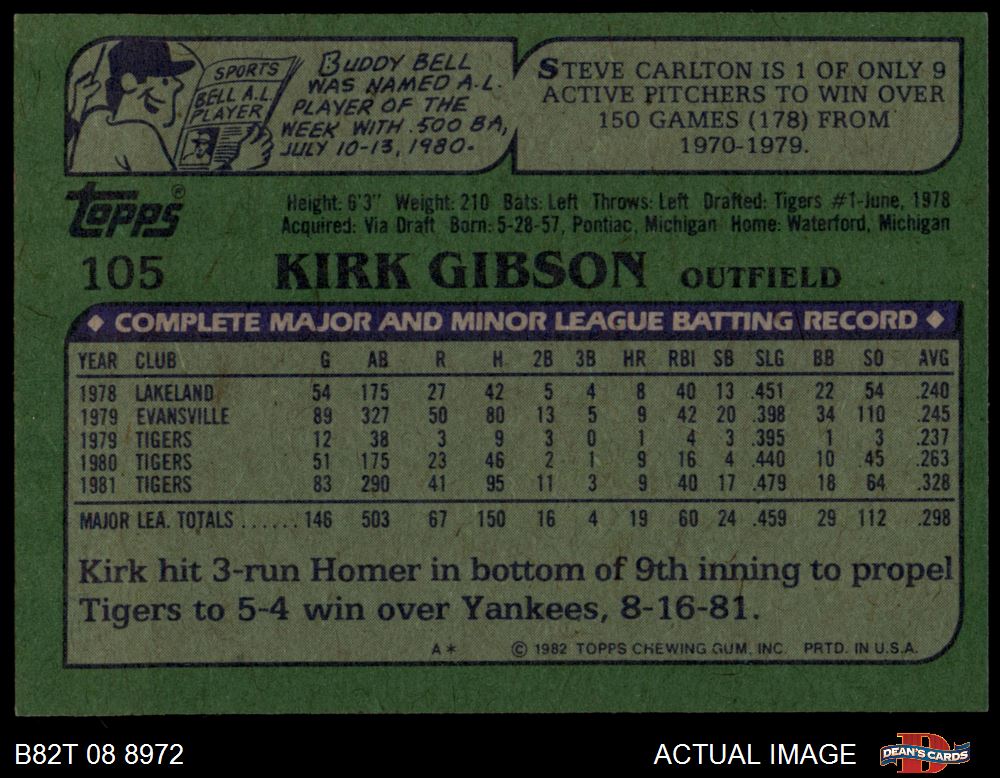 SPORTS
BELL A.L.
PLAYER
BUDDY BELL
WAS NAMED A.L.
PLAYER OF THE
WEEK WITH .500 BA,
JULY 10-13, 1980.
STEVE CARLTON IS 1 OF ONLY 9
ACTIVE PITCHERS TO WIN OVER
150 GAMES (178) FROM
1970-1979.
topps®
Height: 6'3" Weight: 210 Bats: Left Throws: Left Drafted: Tigers #1-June, 1978
Acquired: Via Draft Born: 5-28-57, Pontiac, Michigan Home: Waterford, Michigan
105 KIRK GIBSON OUTFIELD
◆ COMPLETE MAJOR AND MINOR LEAGUE BATTING RECORD ◆
YEAR CLUB G AB R H 2B 3B HR RBI SB SLG BB SO AVG
1978 LAKELAND 54 175 27 42 5 4 8 40 13 .451 22 54 .240
1979 EVANSVILLE 89 327 50 80 13 5 9 42 20 .398 34 110 .245
1979 TIGERS 12 38 3 9 3 0 1 4 3 .395 1 3 .237
1980 TIGERS 51 175 23 46 2 1 9 16 4 .440 10 45 .263
1981 TIGERS 83 290 41 95 11 3 9 40 17 .479 18 64 .328
MAJOR LEA. TOTALS ...... 146 503 67 150 16 4 19 60 24 .459 29 112 .298
Kirk hit 3-run Homer in bottom of 9th inning to propel
Tigers to 5-4 win over Yankees, 8-16-81.
A* © 1982 TOPPS CHEWING GUM, INC. PRTD. IN U.S.A.
B82T 08 8972 ACTUAL IMAGE
D
DEAN'S CARDS